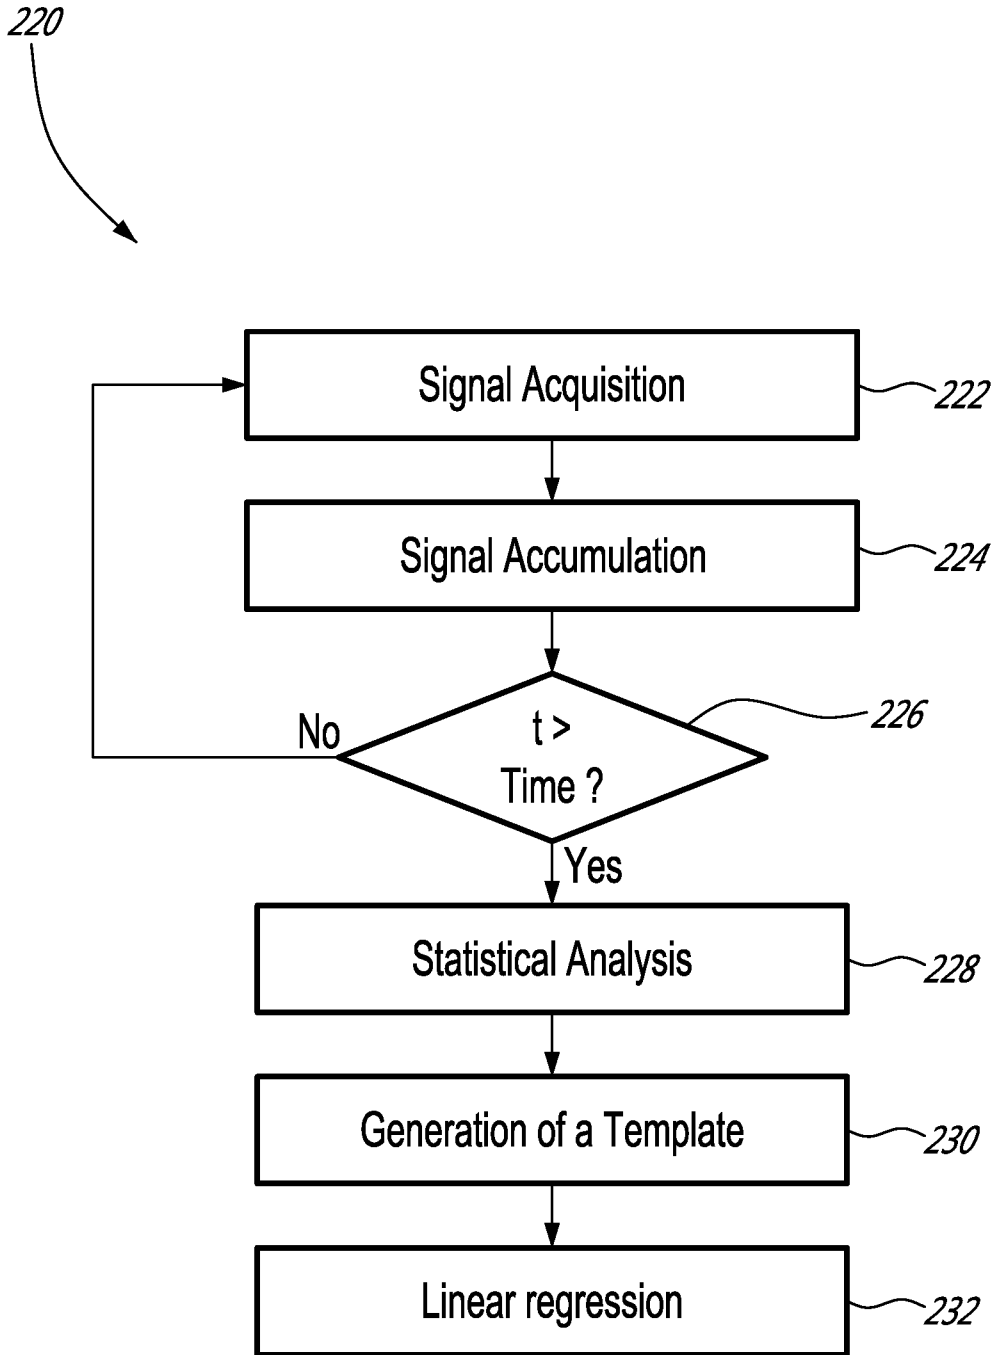 220
Signal Acquisition
222
Signal Accumulation
224
No
t >
Time ?
226
Yes
Statistical Analysis
228
Generation of a Template
230
Linear regression
232